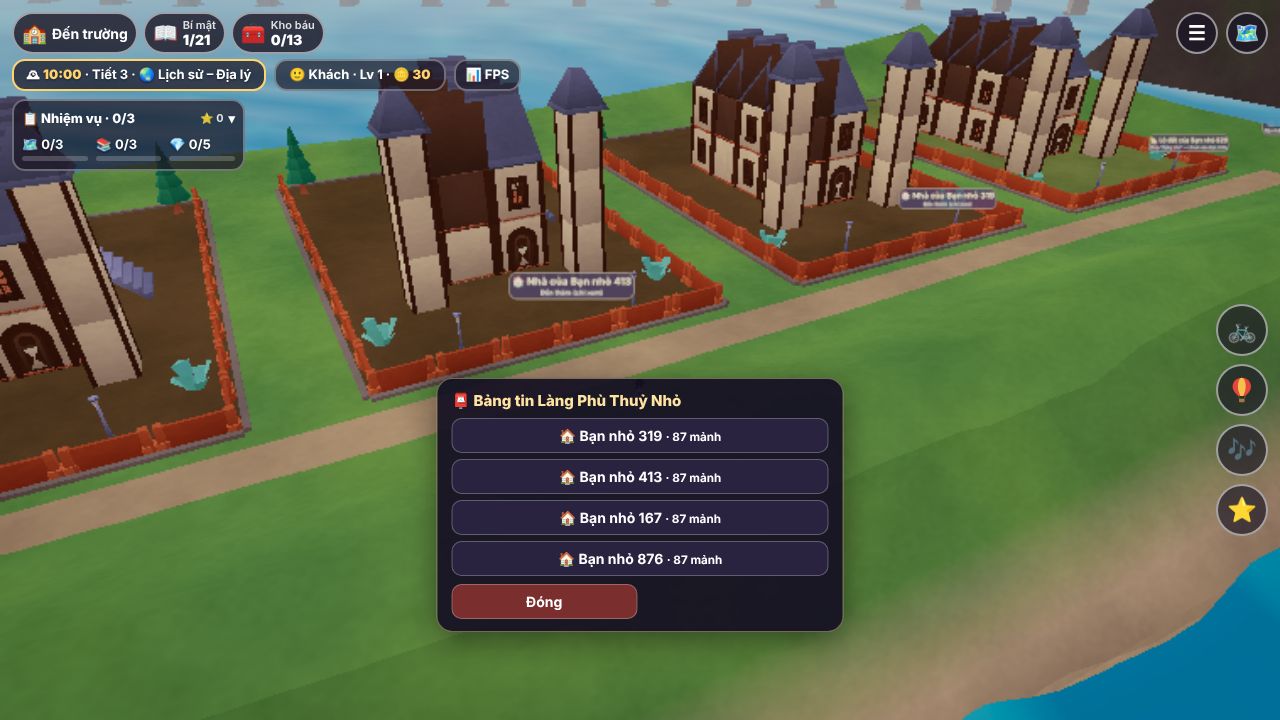 Đến trường
Bí mật
1/21
Kho báu
0/13
10:00 · Tiết 3 · Lịch sử – Địa lý
Khách · Lv 1 · 30
FPS
Nhiệm vụ · 0/3
0 ▾
0/3
0/3
0/5
Nhà của Bạn nhỏ 413
Nhà của Bạn nhỏ 319
Bảng tin Làng Phù Thuỷ Nhỏ
Bạn nhỏ 319 · 87 mảnh
Bạn nhỏ 413 · 87 mảnh
Bạn nhỏ 167 · 87 mảnh
Bạn nhỏ 876 · 87 mảnh
Đóng